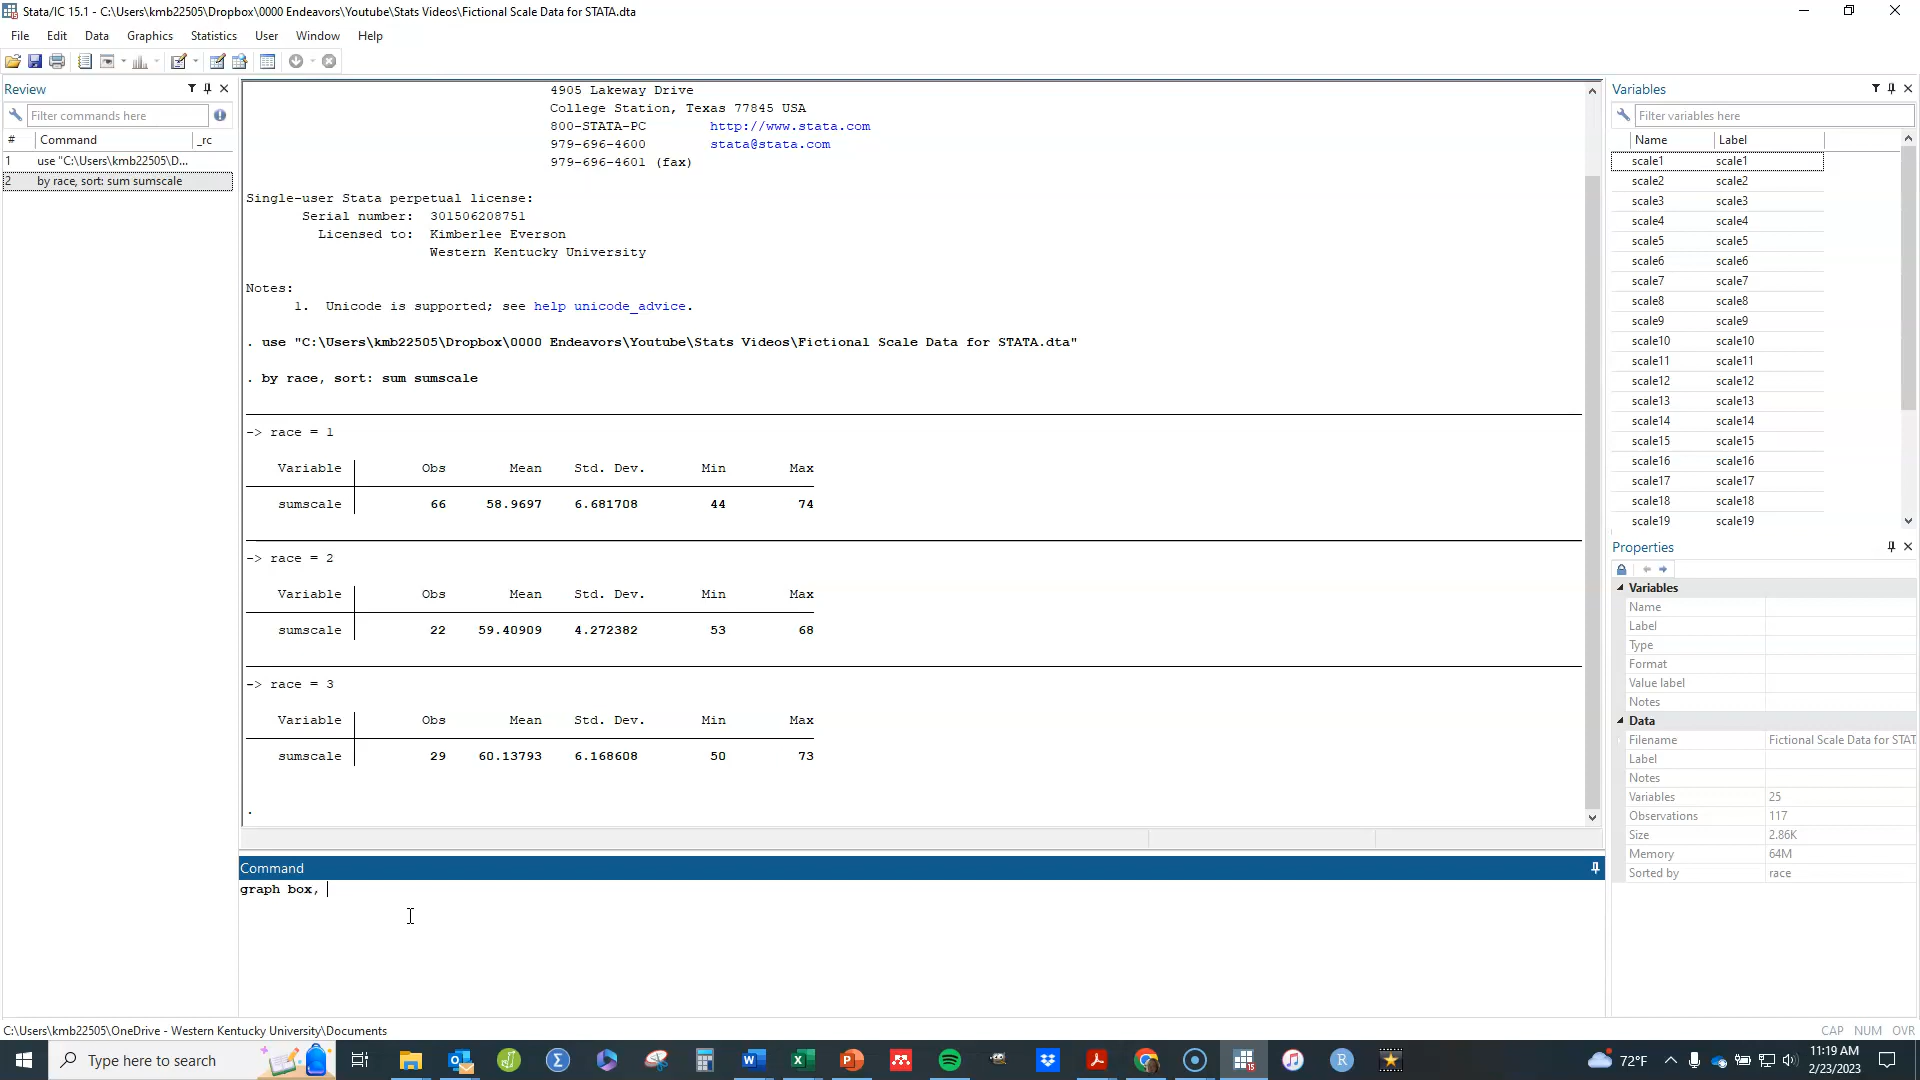 Stata/IC 15.1 - C:\Users\kmb22505\Dropbox\0000 Endeavors\Youtube\Stats Videos\Fictional Scale Data for STATA.dta
File Edit Data Graphics Statistics User Window Help
Review
Filter commands here
# Command _rc
1 use "C:\Users\kmb22505\D...
2 by race, sort: sum sumscale
4905 Lakeway Drive
College Station, Texas 77845 USA
800-STATA-PC http://www.stata.com
979-696-4600 stata@stata.com
979-696-4601 (fax)
Single-user Stata perpetual license:
Serial number: 301506208751
Licensed to: Kimberlee Everson
Western Kentucky University
Notes:
1. Unicode is supported; see help unicode_advice.
. use "C:\Users\kmb22505\Dropbox\0000 Endeavors\Youtube\Stats Videos\Fictional Scale Data for STATA.dta"
. by race, sort: sum sumscale
-> race = 1
Variable Obs Mean Std. Dev. Min Max
sumscale 66 58.9697 6.681708 44 74
-> race = 2
Variable Obs Mean Std. Dev. Min Max
sumscale 22 59.40909 4.272382 53 68
-> race = 3
Variable Obs Mean Std. Dev. Min Max
sumscale 29 60.13793 6.168608 50 73
.
Command
graph box,
Variables
Filter variables here
Name Label
scale1 scale1
scale2 scale2
scale3 scale3
scale4 scale4
scale5 scale5
scale6 scale6
scale7 scale7
scale8 scale8
scale9 scale9
scale10 scale10
scale11 scale11
scale12 scale12
scale13 scale13
scale14 scale14
scale15 scale15
scale16 scale16
scale17 scale17
scale18 scale18
scale19 scale19
Properties
Variables
Name
Label
Type
Format
Value label
Notes
Data
Filename Fictional Scale Data for STAT
Label
Notes
Variables 25
Observations 117
Size 2.86K
Memory 64M
Sorted by race
C:\Users\kmb22505\OneDrive - Western Kentucky University\Documents
CAP NUM OVR
Type here to search
72°F
11:19 AM
2/23/2023